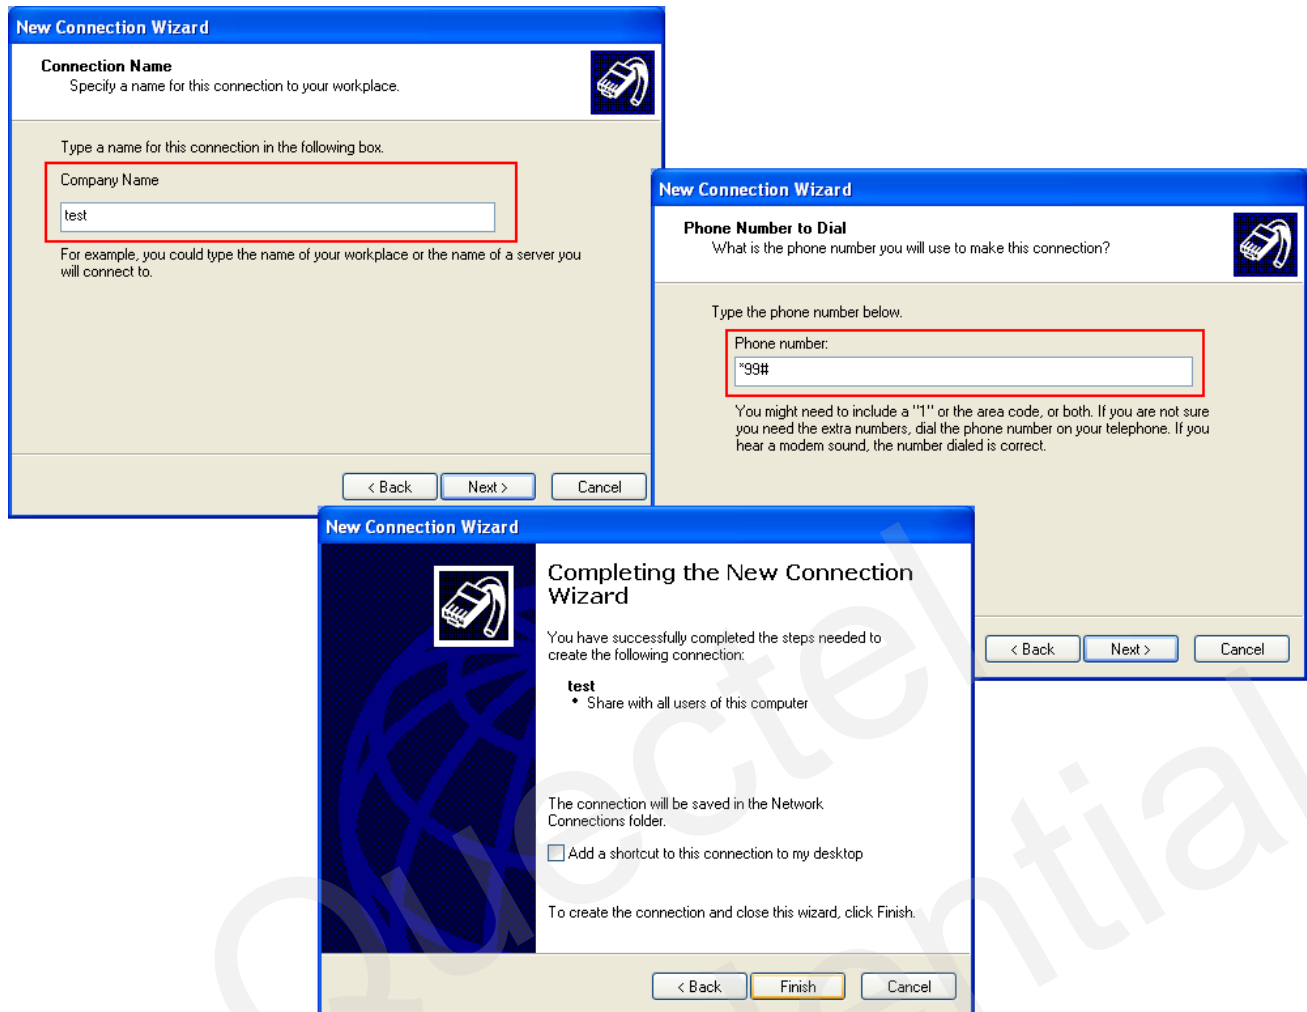 New Connection Wizard
Connection Name
Specify a name for this connection to your workplace.
Type a name for this connection in the following box.
Company Name
test
For example, you could type the name of your workplace or the name of a server you
will connect to.
< Back
Next >
Cancel
New Connection Wizard
Phone Number to Dial
What is the phone number you will use to make this connection?
Type the phone number below.
Phone number:
*99#
You might need to include a "1" or the area code, or both. If you are not sure
you need the extra numbers, dial the phone number on your telephone. If you
hear a modem sound, the number dialed is correct.
< Back
Next >
Cancel
New Connection Wizard
Completing the New Connection
Wizard
You have successfully completed the steps needed to
create the following connection:
test
• Share with all users of this computer
The connection will be saved in the Network
Connections folder.
Add a shortcut to this connection to my desktop
To create the connection and close this wizard, click Finish.
< Back
Finish
Cancel
Quectel